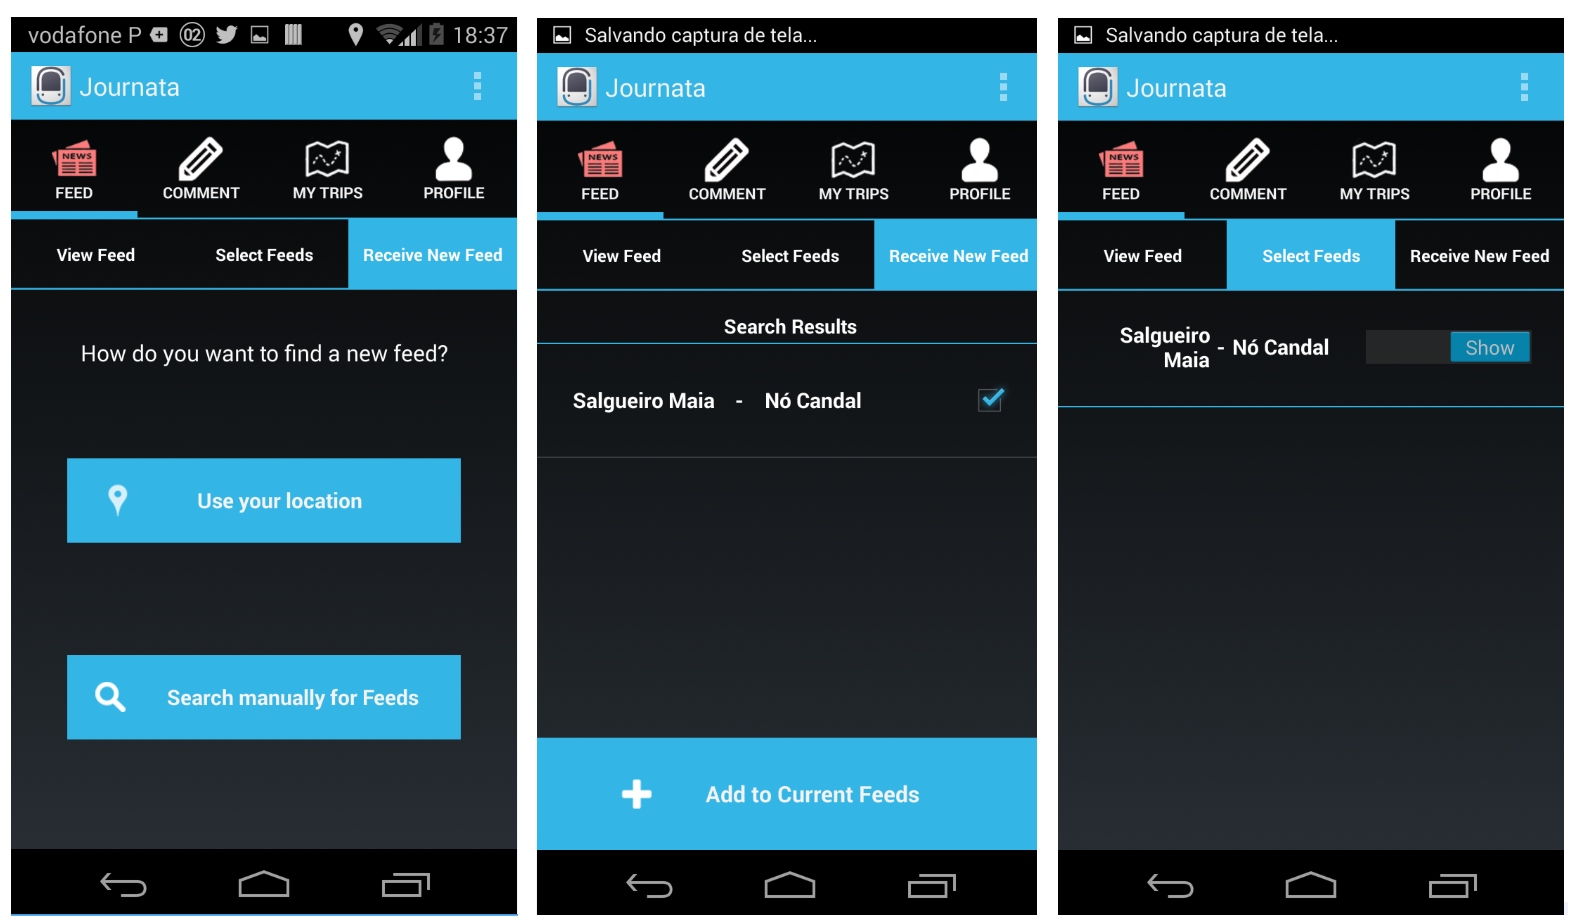 vodafone P 02 18:37
Journata
NEWS
FEED COMMENT MY TRIPS PROFILE
View Feed Select Feeds Receive New Feed
How do you want to find a new feed?
Use your location
Search manually for Feeds
Salvando captura de tela...
Journata
NEWS
FEED COMMENT MY TRIPS PROFILE
View Feed Select Feeds Receive New Feed
Search Results
Salgueiro Maia - Nó Candal
Add to Current Feeds
Salvando captura de tela...
Journata
NEWS
FEED COMMENT MY TRIPS PROFILE
View Feed Select Feeds Receive New Feed
Salgueiro
Maia - Nó Candal Show